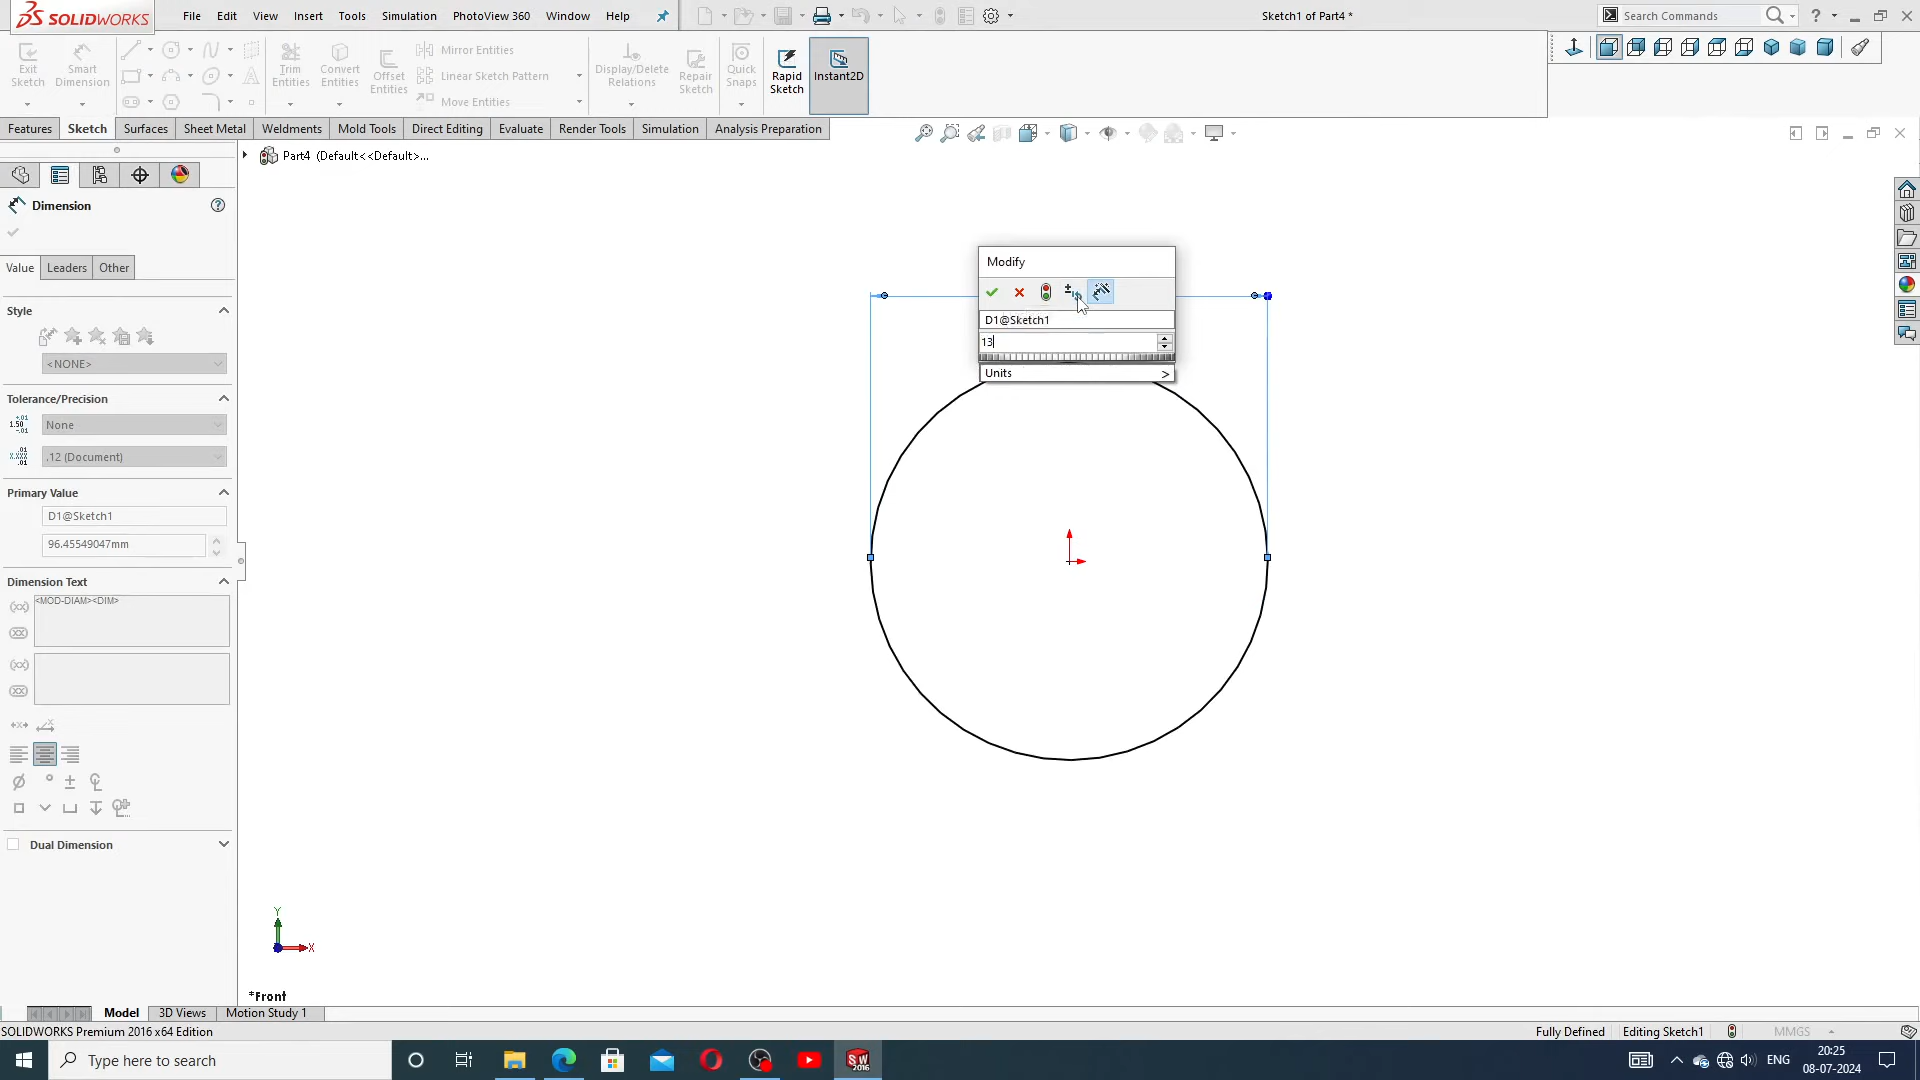 SOLIDWORKS
File Edit View Insert Tools Simulation PhotoView 360 Window Help
Sketch1 of Part4 *
Search Commands
Exit Sketch
Smart Dimension
Trim Entities
Convert Entities
Offset Entities
Mirror Entities
Linear Sketch Pattern
Move Entities
Display/Delete Relations
Repair Sketch
Quick Snaps
Rapid Sketch
Instant2D
Features Sketch Surfaces Sheet Metal Weldments Mold Tools Direct Editing Evaluate Render Tools Simulation Analysis Preparation
Part4 (Default<<Default>...
Dimension
Value Leaders Other
Style
<NONE>
Tolerance/Precision
None
.12 (Document)
Primary Value
D1@Sketch1
96.45549047mm
Dimension Text
<MOD-DIAM><DIM>
Dual Dimension
Modify
D1@Sketch1
13
Units >
Y
X
*Front
Model 3D Views Motion Study 1
SOLIDWORKS Premium 2016 x64 Edition
Fully Defined Editing Sketch1 MMGS
Type here to search
ENG
20:25
08-07-2024